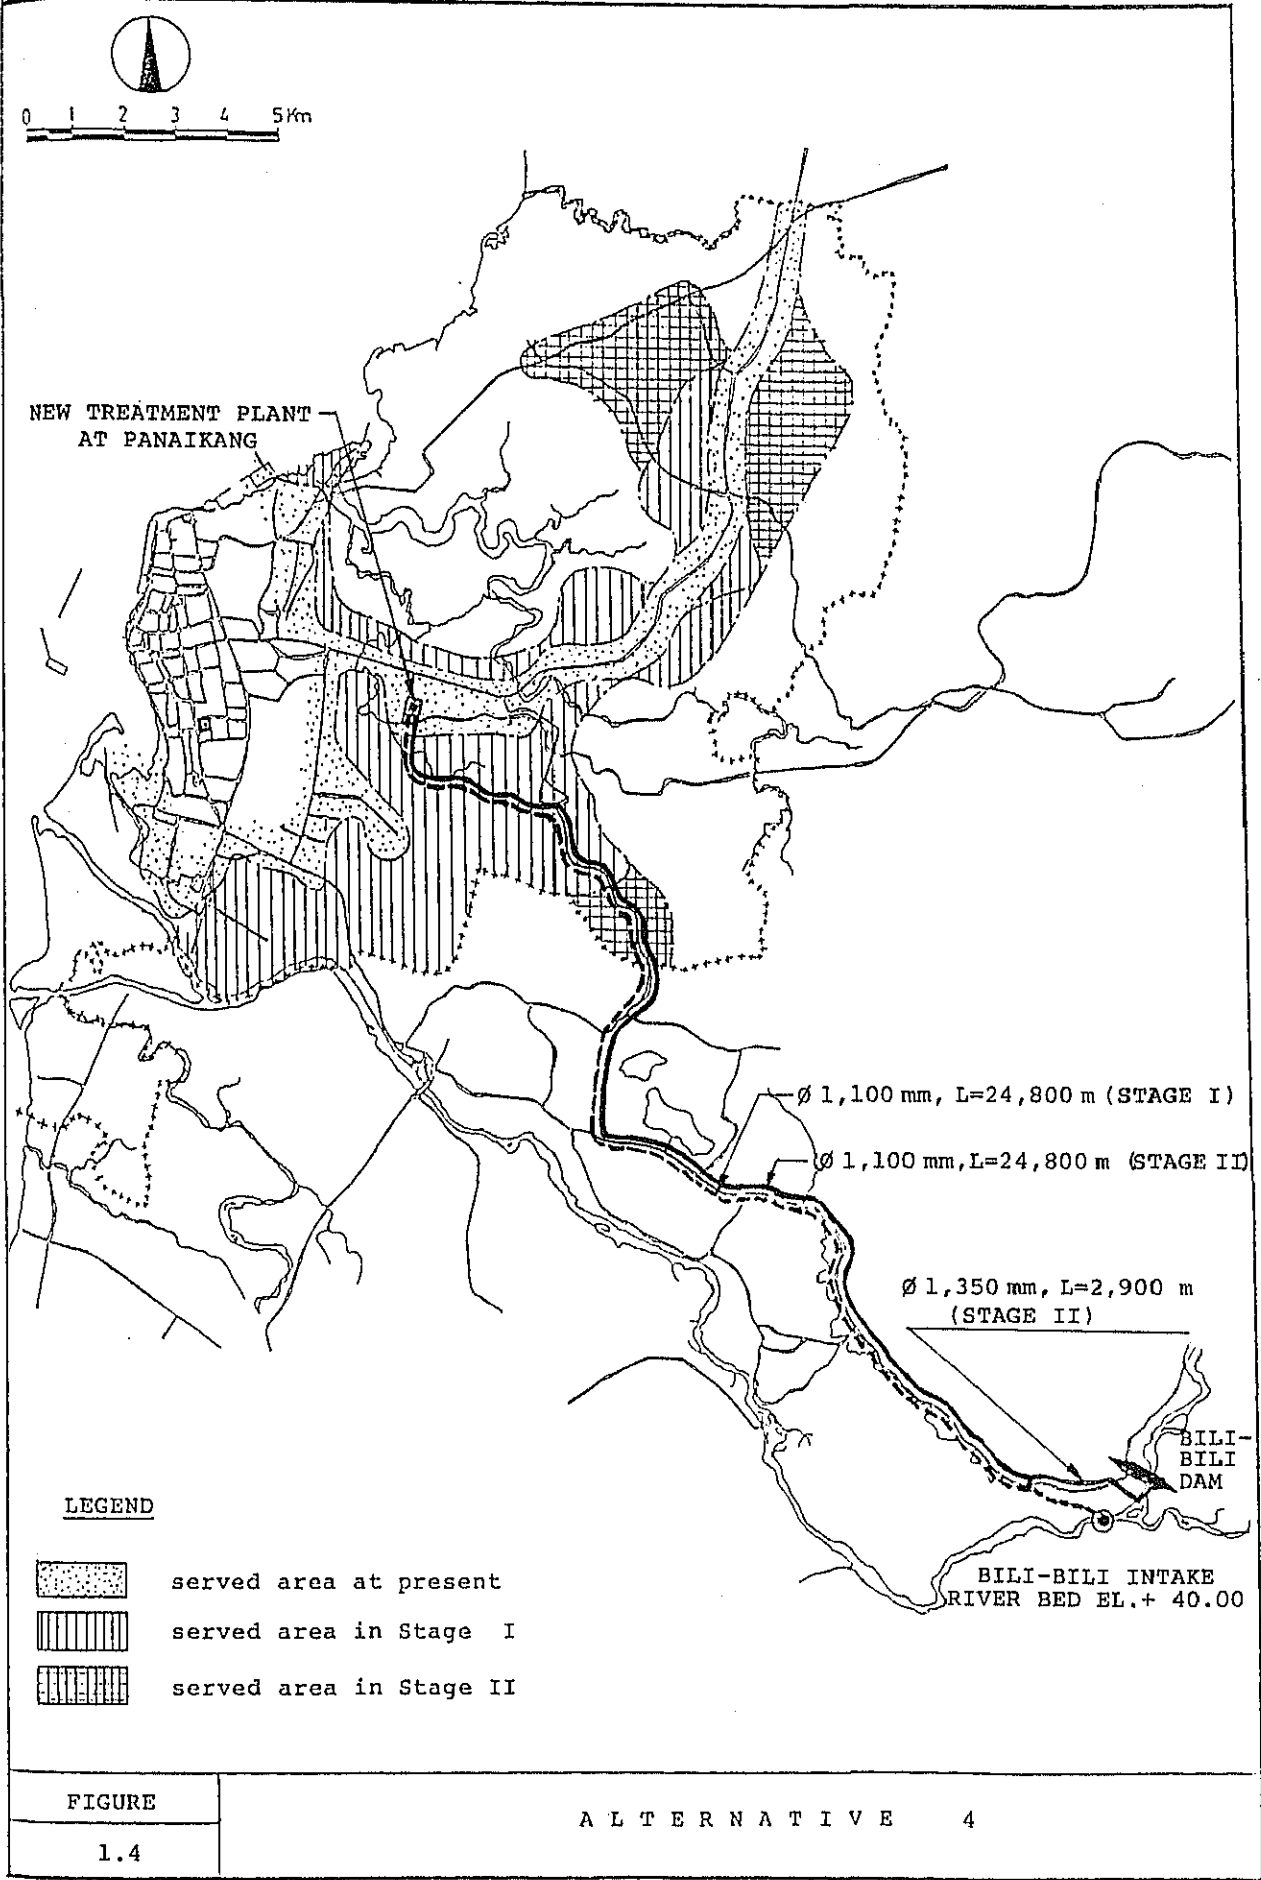 0 1 2 3 4 5Km
NEW TREATMENT PLANT
AT PANAIKANG
Ø 1,100 mm, L=24,800 m (STAGE I)
Ø 1,100 mm, L=24,800 m (STAGE II)
Ø 1,350 mm, L=2,900 m
(STAGE II)
BILI-
BILI
DAM
BILI-BILI INTAKE
RIVER BED EL.+ 40.00
LEGEND
served area at present
served area in Stage I
served area in Stage II
FIGURE
1.4
ALTERNATIVE 4